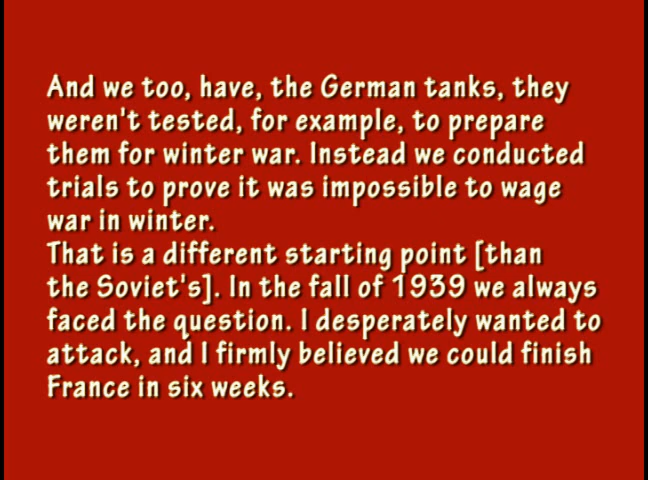 And we too, have, the German tanks, they
weren't tested, for example, to prepare
them for winter war. Instead we conducted
trials to prove it was impossible to wage
war in winter.
That is a different starting point [than
the Soviet's]. In the fall of 1939 we always
faced the question. I desperately wanted to
attack, and I firmly believed we could finish
France in six weeks.